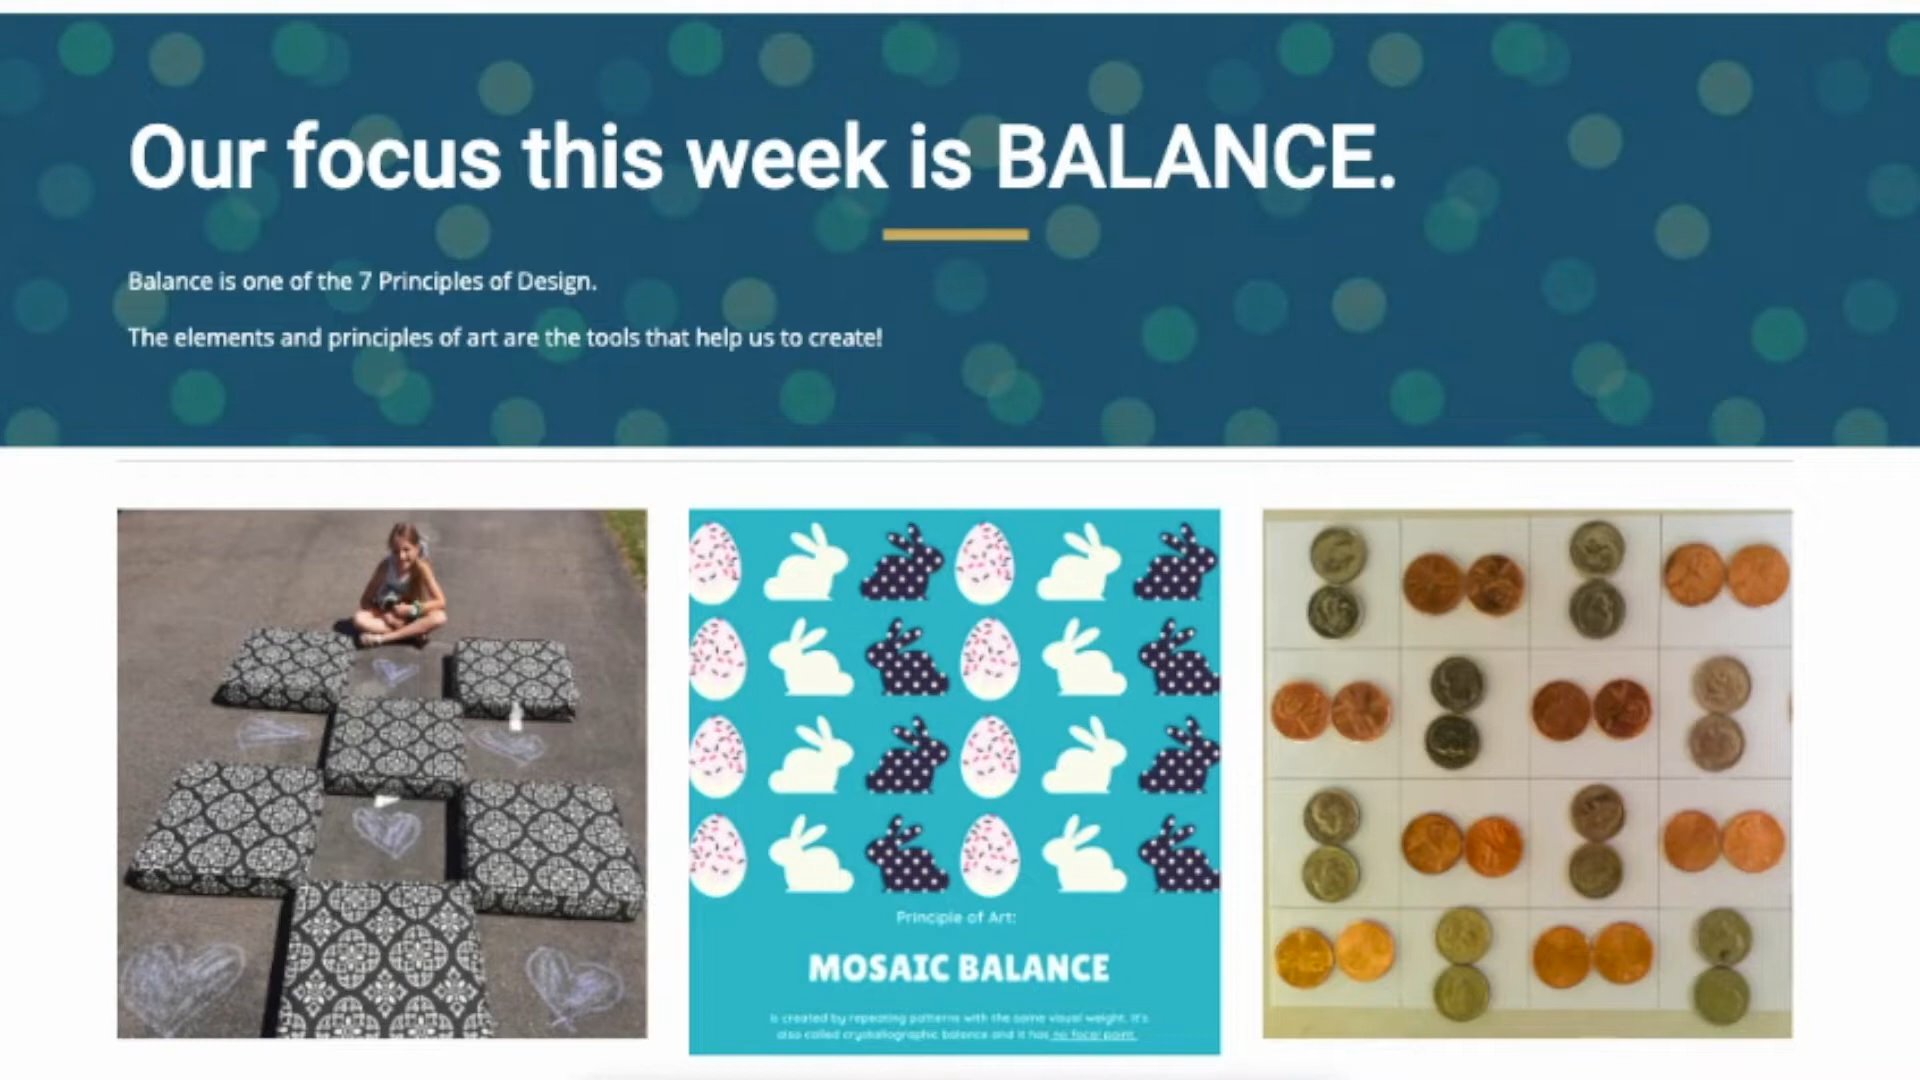 Our focus this week is BALANCE.
Balance is one of the 7 Principles of Design.
The elements and principles of art are the tools that help us to create!
Principle of Art:
MOSAIC BALANCE
is created by repeating patterns with the same visual weight. It's
also called crystallographic balance and it has no focal point.